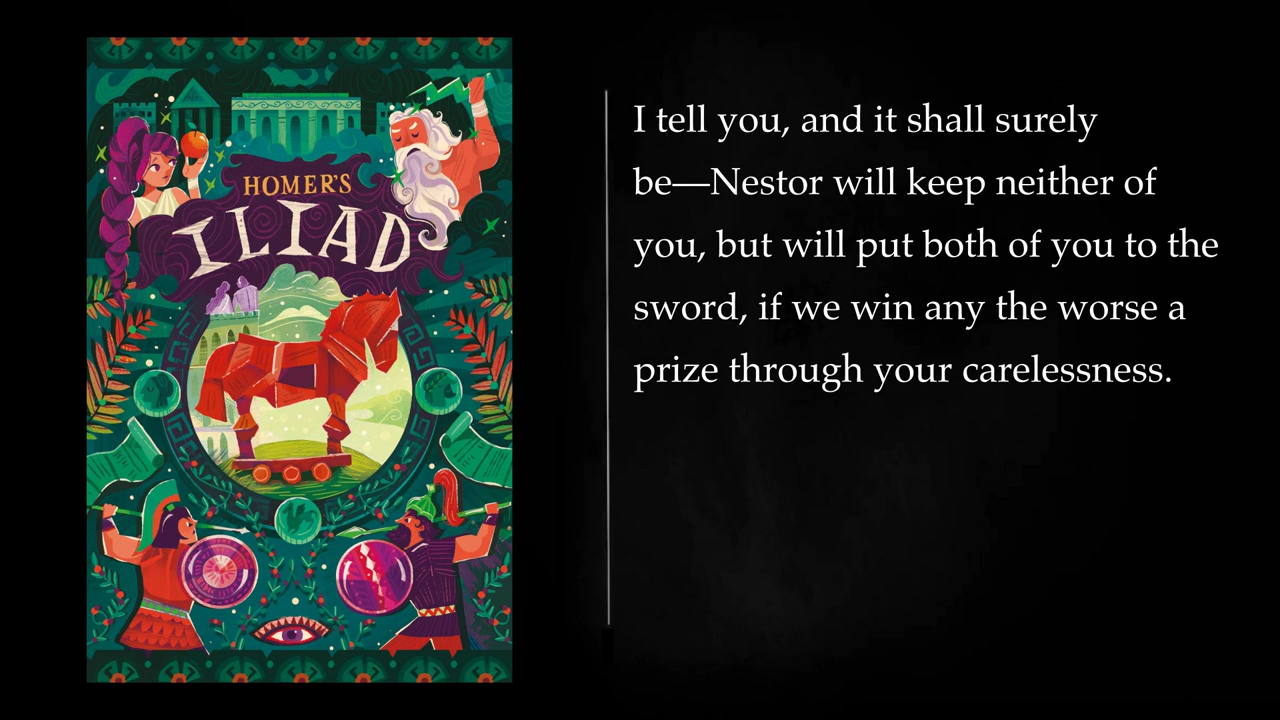 HOMER'S
ILIAD
I tell you, and it shall surely
be—Nestor will keep neither of
you, but will put both of you to the
sword, if we win any the worse a
prize through your carelessness.